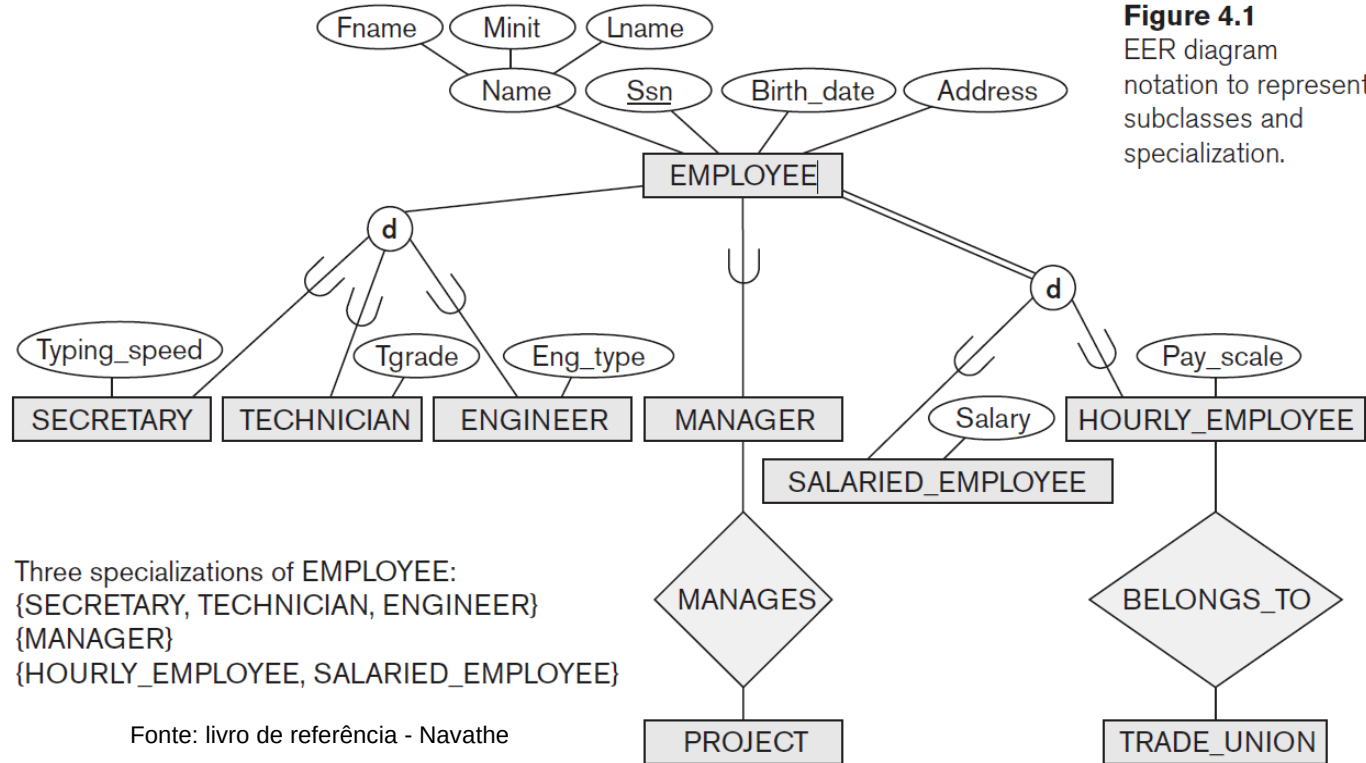 Figure 4.1
EER diagram
notation to represent
subclasses and
specialization.
Fname
Minit
Lname
Name
Ssn
Birth_date
Address
EMPLOYEE
d
d
Typing_speed
Tgrade
Eng_type
Pay_scale
SECRETARY
TECHNICIAN
ENGINEER
MANAGER
Salary
HOURLY_EMPLOYEE
SALARIED_EMPLOYEE
Three specializations of EMPLOYEE:
{SECRETARY, TECHNICIAN, ENGINEER}
{MANAGER}
{HOURLY_EMPLOYEE, SALARIED_EMPLOYEE}
MANAGES
BELONGS_TO
Fonte: livro de referência - Navathe
PROJECT
TRADE_UNION